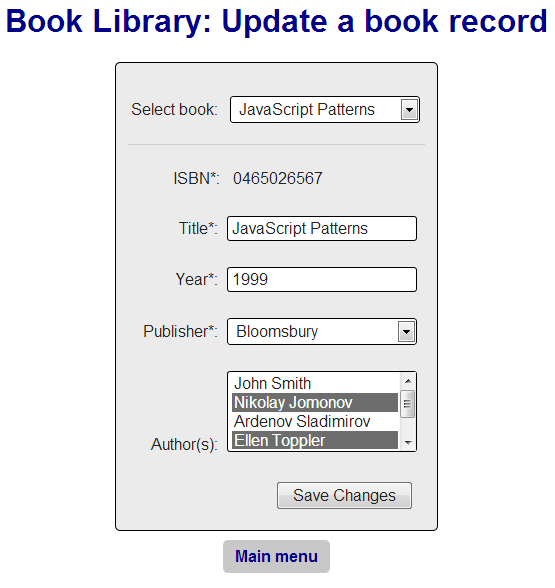 Book Library: Update a book record
Select book: JavaScript Patterns
ISBN*: 0465026567
Title*: JavaScript Patterns
Year*: 1999
Publisher*: Bloomsbury
John Smith
Nikolay Jomonov
Ardenov Sladimirov
Ellen Toppler
Author(s):
Save Changes
Main menu